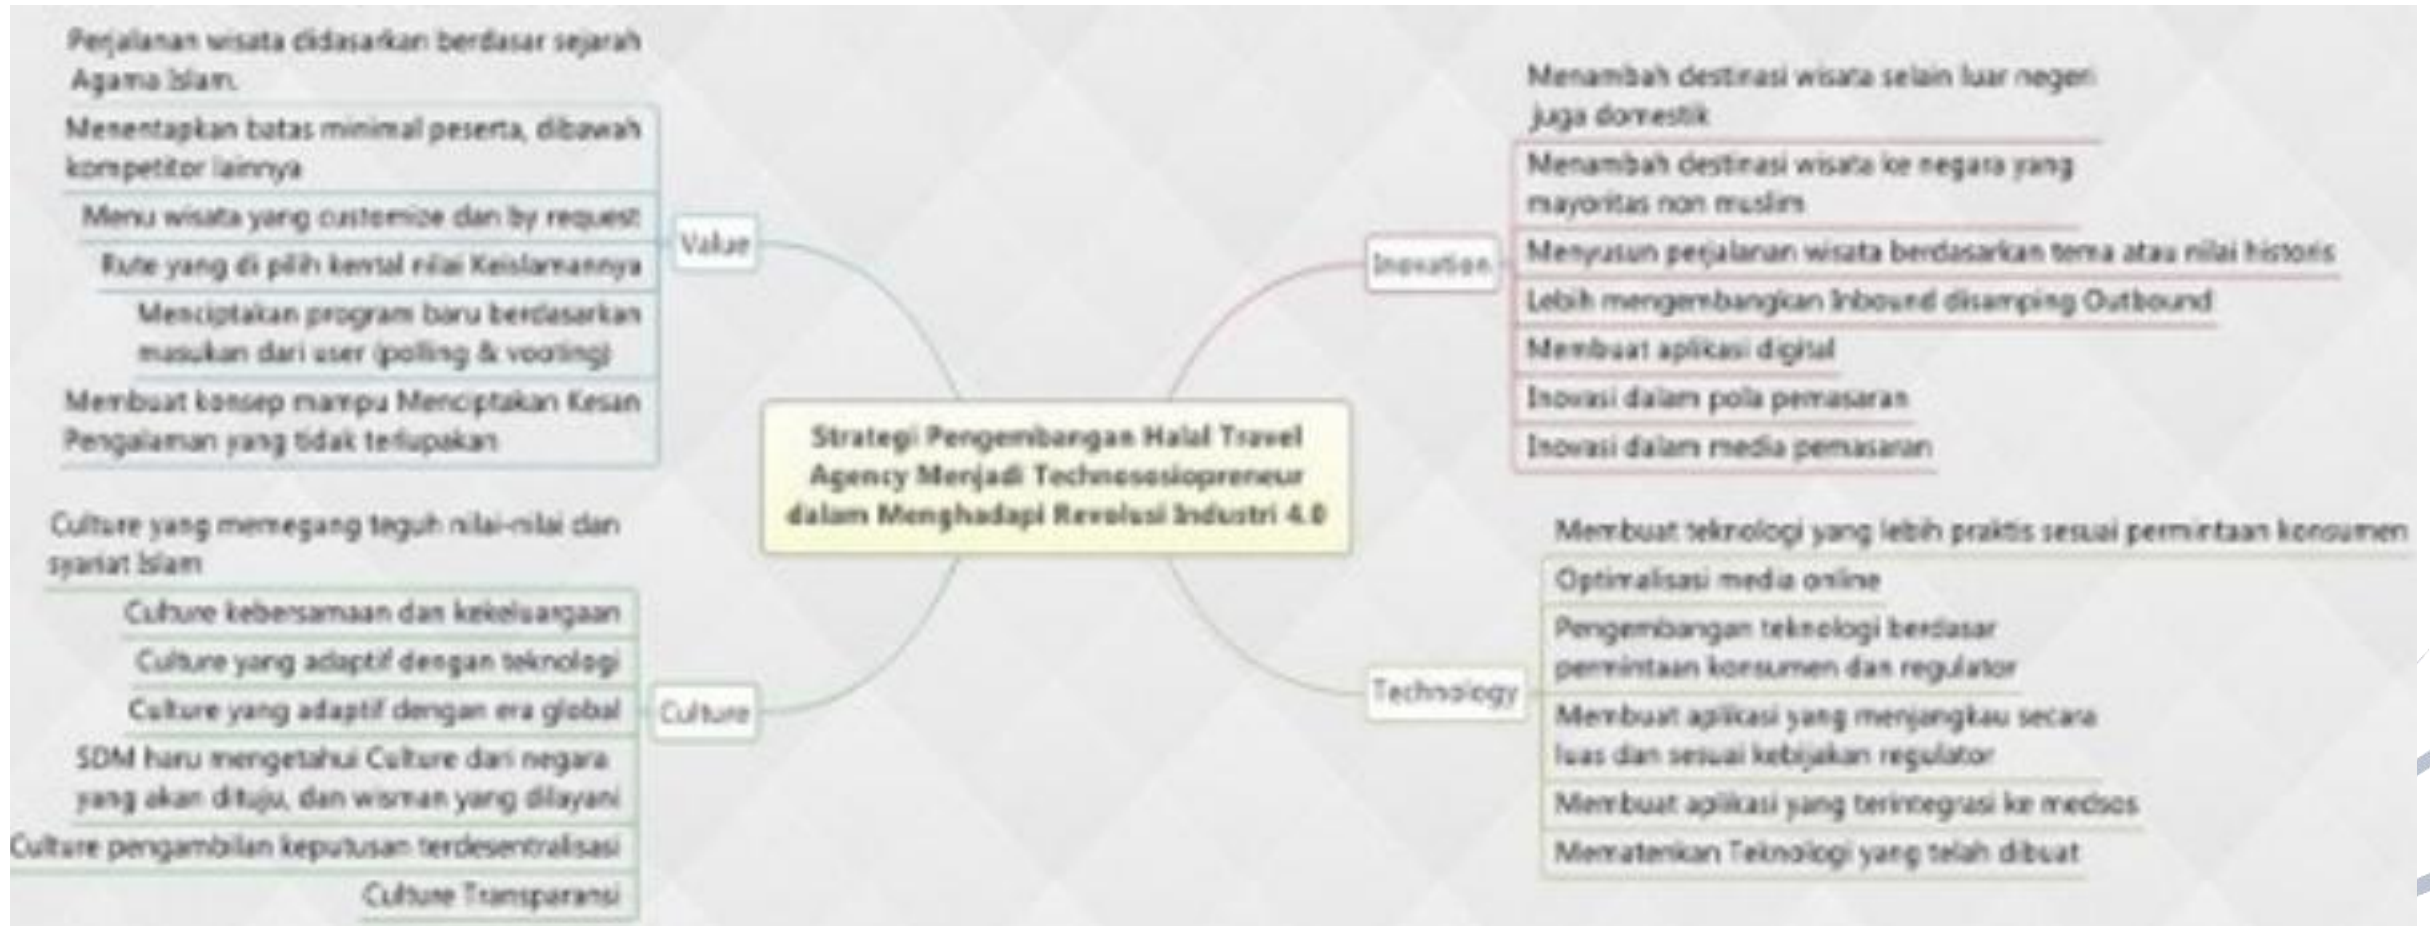 Perjalanan wisata didasarkan berdasar sejarah
Agama Islam.
Menentapkan batas minimal peserta, dibawah
kompetitor lainnya
Menu wisata yang customize dan by request
Rute yang di pilih kental nilai Keislamannya
Menciptakan program baru berdasarkan
masukan dari user (polling & vooting)
Membuat konsep mampu Menciptakan Kesan
Pengalaman yang tidak terlupakan
Value
Culture yang memegang teguh nilai-nilai dan
syariat Islam
Culture kebersamaan dan kekeluargaan
Culture yang adaptif dengan teknologi
Culture yang adaptif dengan era global
SDM haru mengetahui Culture dari negara
yang akan dituju, dan wisman yang dilayani
Culture pengambilan keputusan terdesentralisasi
Culture Transparansi
Culture
Strategi Pengembangan Halal Travel
Agency Menjadi Technososiopreneur
dalam Menghadapi Revolusi Industri 4.0
Inovation
Menambah destinasi wisata selain luar negeri
juga domestik
Menambah destinasi wisata ke negara yang
mayoritas non muslim
Menyusun perjalanan wisata berdasarkan tema atau nilai historis
Lebih mengembangkan Inbound disamping Outbound
Membuat aplikasi digital
Inovasi dalam pola pemasaran
Inovasi dalam media pemasaran
Technology
Membuat teknologi yang lebih praktis sesuai permintaan konsumen
Optimalisasi media online
Pengembangan teknologi berdasar
permintaan konsumen dan regulator
Membuat aplikasi yang menjangkau secara
luas dan sesuai kebijakan regulator
Membuat aplikasi yang terintegrasi ke medsos
Mematenkan Teknologi yang telah dibuat